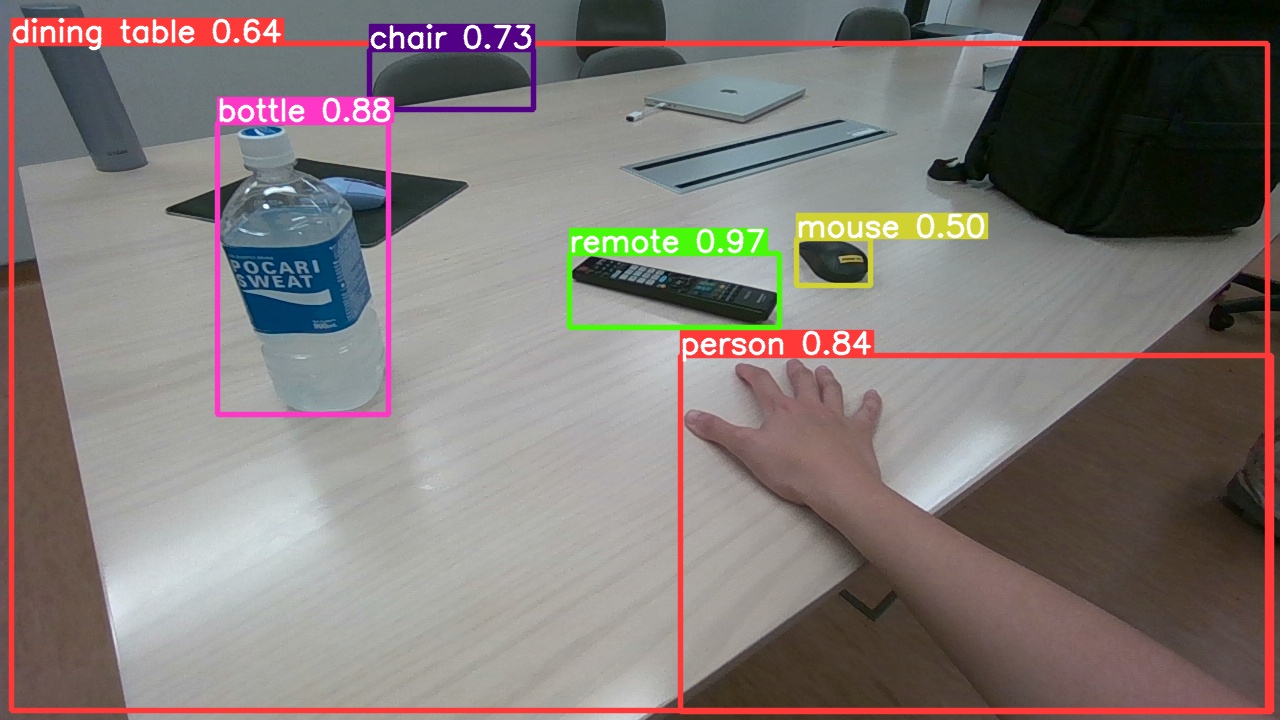 dining table 0.64
chair 0.73
bottle 0.88
remote 0.97
mouse 0.50
person 0.84
POCARI
SWEAT